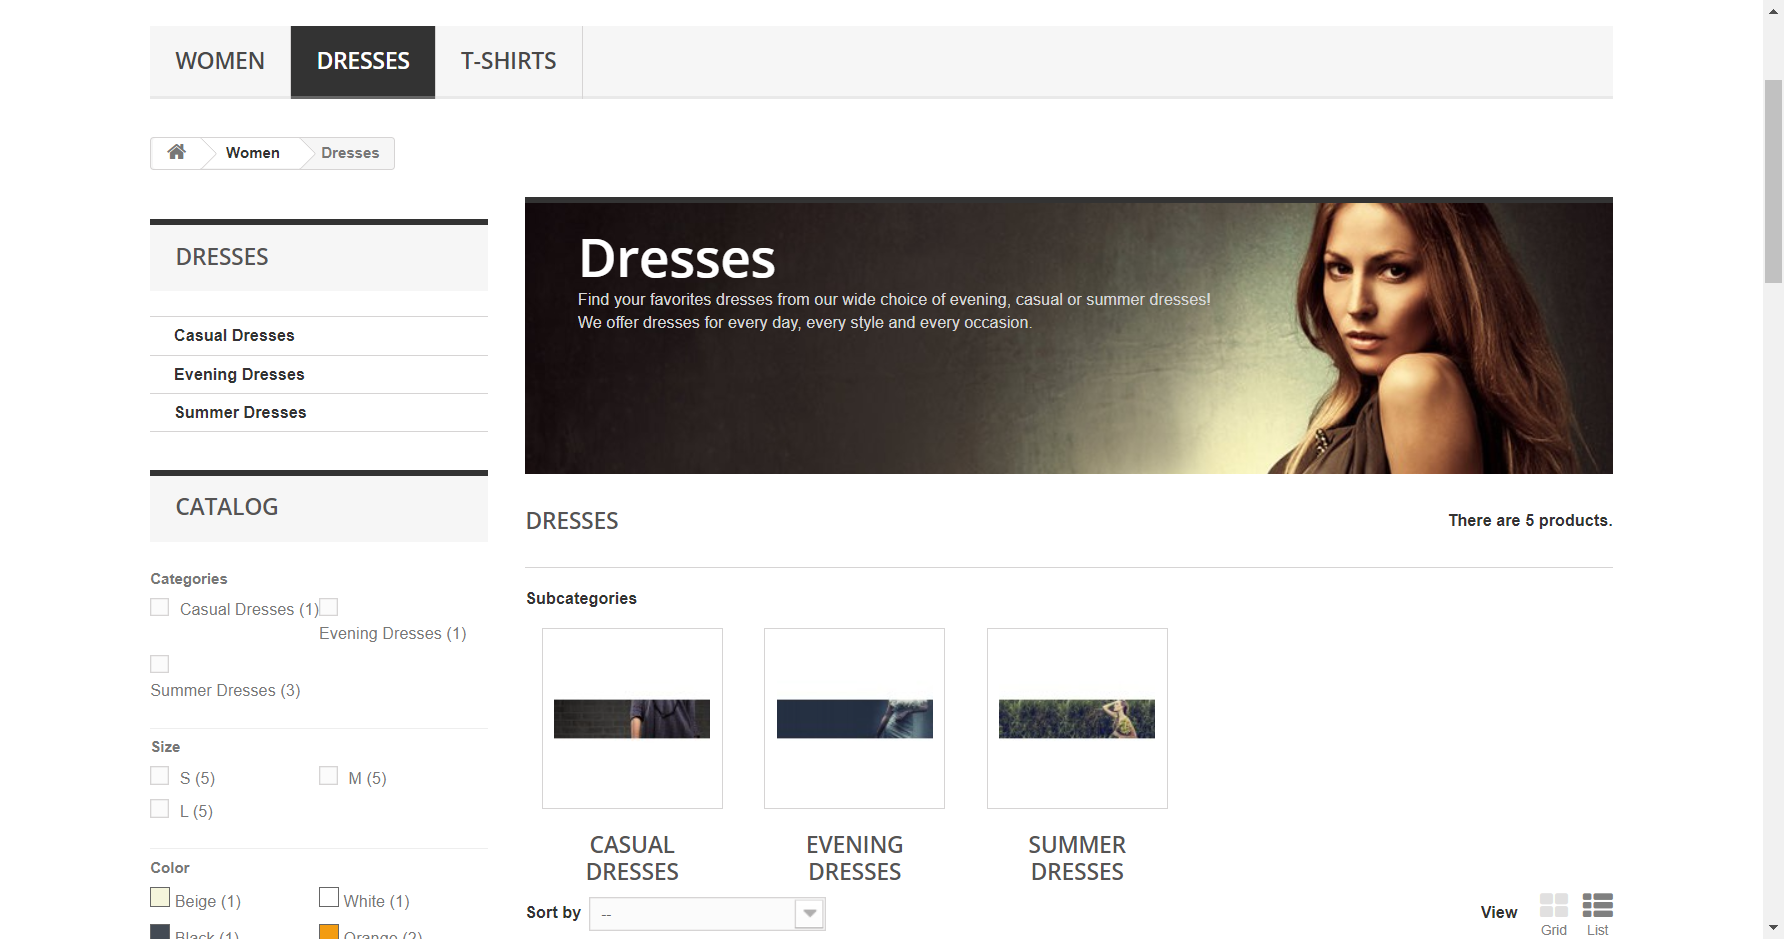 WOMEN DRESSES T-SHIRTS
Women Dresses
DRESSES
Casual Dresses
Evening Dresses
Summer Dresses
CATALOG
Categories
Casual Dresses (1)
Evening Dresses (1)
Summer Dresses (3)
Size
S (5) M (5)
L (5)
Color
Beige (1) White (1)
Black (1) Orange (2)
Dresses
Find your favorites dresses from our wide choice of evening, casual or summer dresses!
We offer dresses for every day, every style and every occasion.
DRESSES There are 5 products.
Subcategories
CASUAL
DRESSES
EVENING
DRESSES
SUMMER
DRESSES
Sort by -- View
Grid List